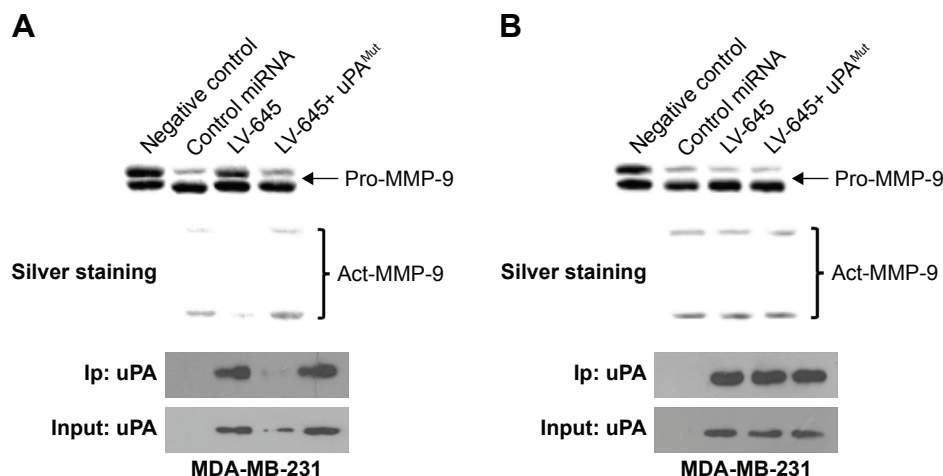 A
Negative control
Control miRNA
LV-645
LV-645+ uPA^Mut
Pro-MMP-9
Silver staining
Act-MMP-9
Ip: uPA
Input: uPA
MDA-MB-231
B
Negative control
Control miRNA
LV-645
LV-645+ uPA^Mut
Pro-MMP-9
Silver staining
Act-MMP-9
Ip: uPA
Input: uPA
MDA-MB-231